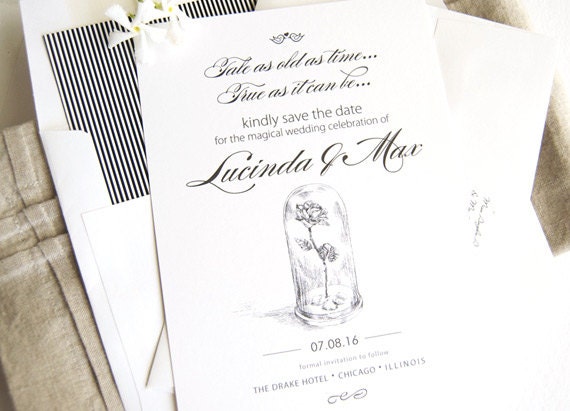 Tale as old as time...
True as it can be...
kindly save the date
for the magical wedding celebration of
Lucinda & Max
07.08.16
formal invitation to follow
THE DRAKE HOTEL • CHICAGO • ILLINOIS